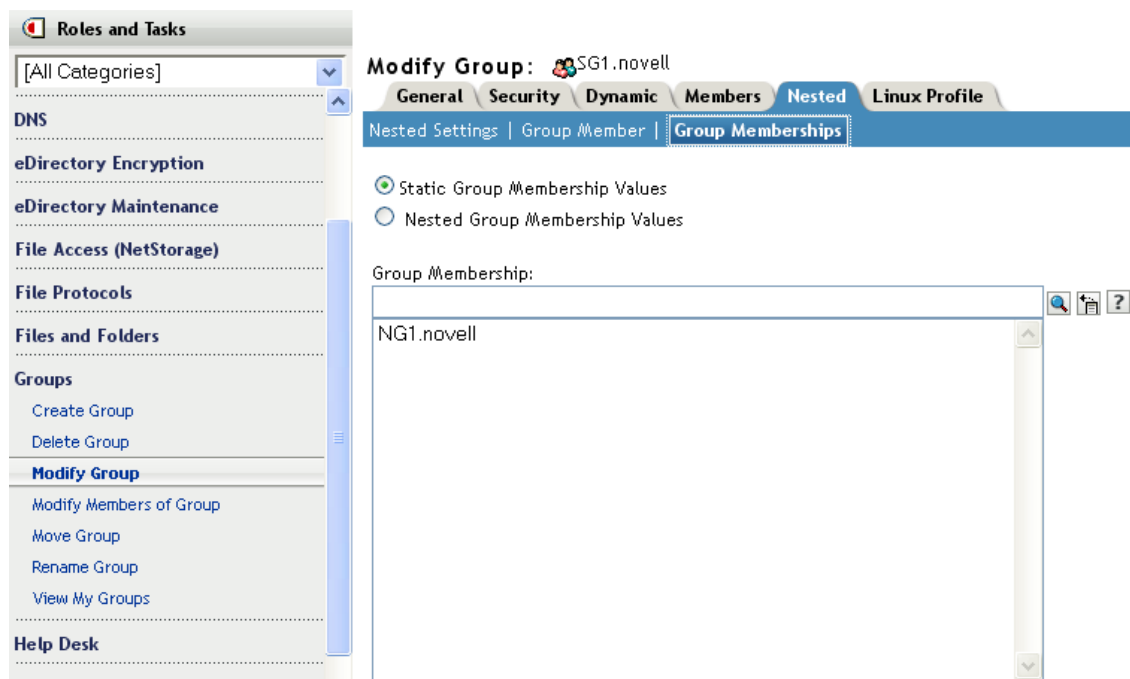 Roles and Tasks
[All Categories]
DNS
eDirectory Encryption
eDirectory Maintenance
File Access (NetStorage)
File Protocols
Files and Folders
Groups
Create Group
Delete Group
Modify Group
Modify Members of Group
Move Group
Rename Group
View My Groups
Help Desk
Modify Group: SG1.novell
General Security Dynamic Members Nested Linux Profile
Nested Settings | Group Member | Group Memberships
Static Group Membership Values
Nested Group Membership Values
Group Membership:
?
NG1.novell